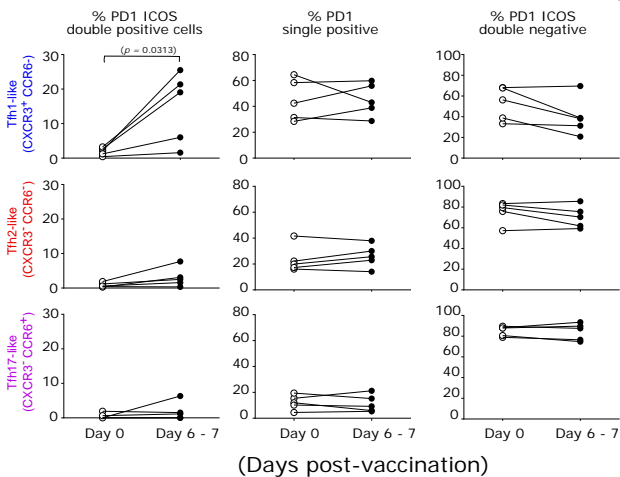 % PD1 ICOS
double positive cells
% PD1
single positive
% PD1 ICOS
double negative
Tfh1-like
(CXCR3⁺ CCR6-)
30
20
10
0
(p = 0.0313)
80
60
40
20
0
100
80
60
40
20
0
Tfh2-like
(CXCR3⁻ CCR6⁻)
30
20
10
0
80
60
40
20
0
100
80
60
40
20
0
Tfh17-like
(CXCR3⁻ CCR6⁺)
30
20
10
0
80
60
40
20
0
100
80
60
40
20
0
Day 0 Day 6 - 7
Day 0 Day 6 - 7
Day 0 Day 6 - 7
(Days post-vaccination)